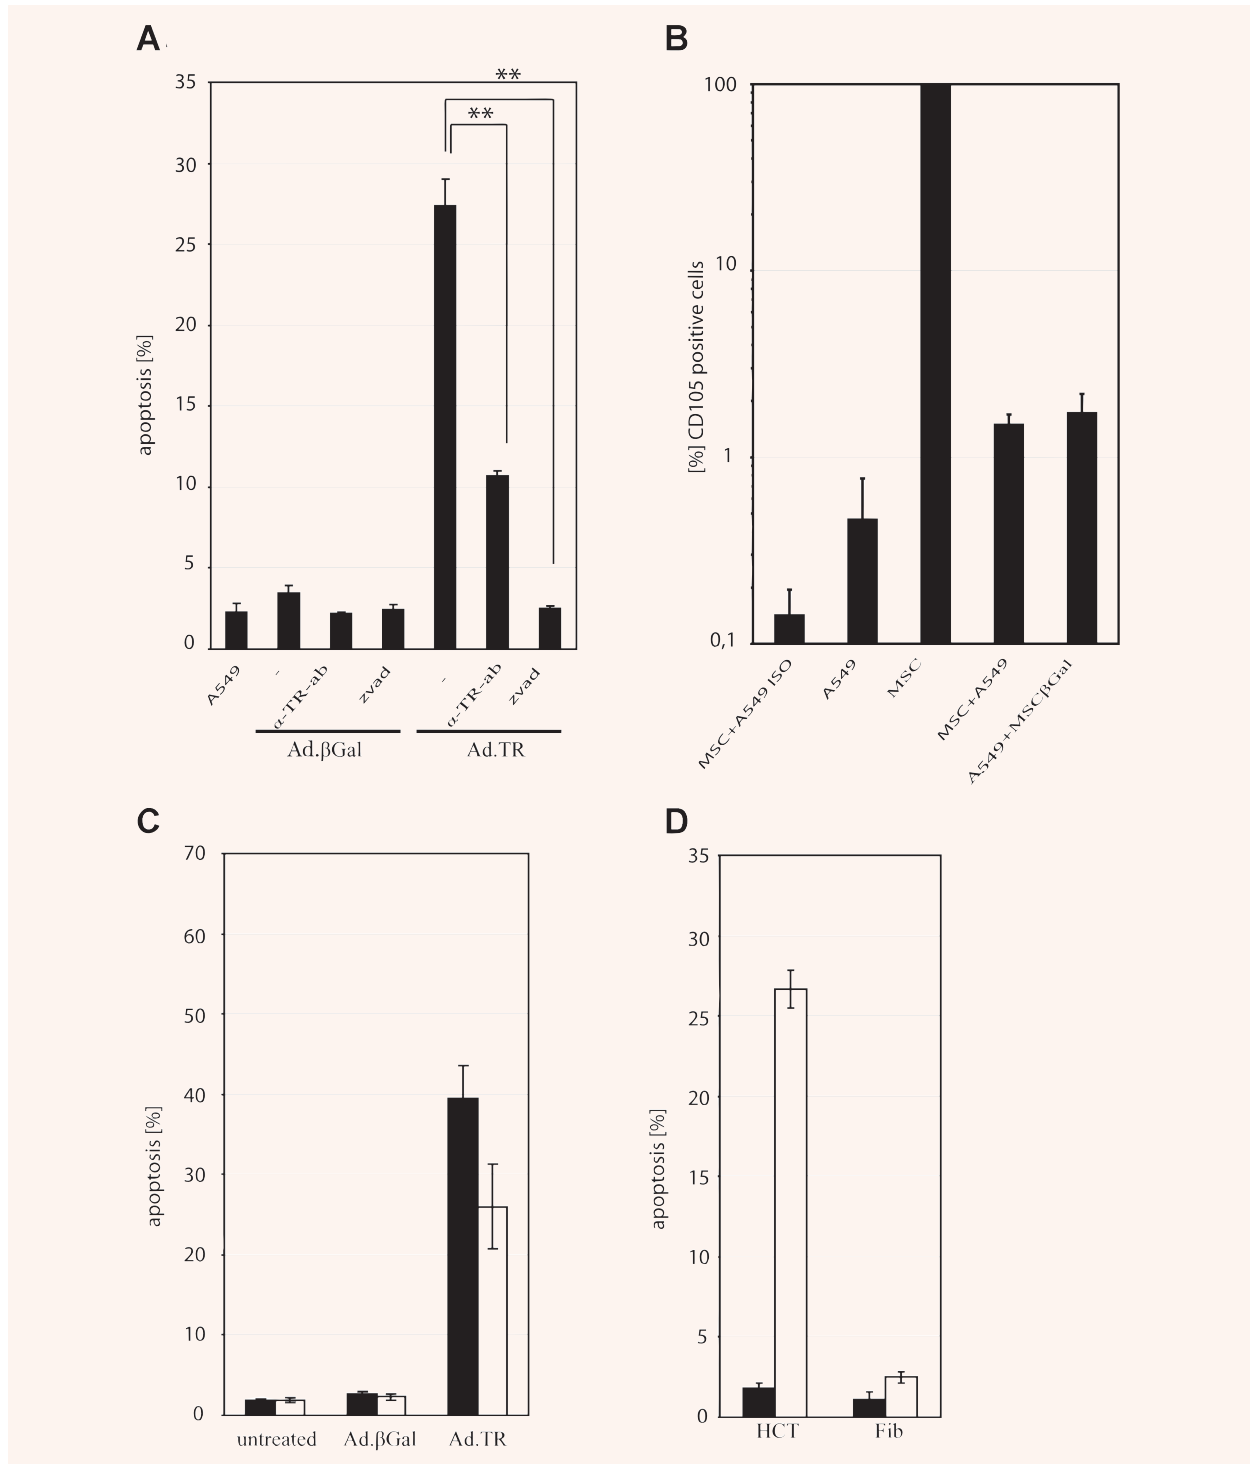 A.
35
30
25
20
15
10
5
0
apoptosis [%]
**
**
A549
-
α-TR-ab
zvad
-
α-TR-ab
zvad
Ad.βGal
Ad.TR
B
100
10
1
0,1
[%] CD105 positive cells
MSC+A549 ISO
A549
MSC
MSC+A549
A549+MSCβGal
C
70
60
50
40
30
20
10
0
apoptosis [%]
untreated
Ad.βGal
Ad.TR
D
35
30
25
20
15
10
5
0
apoptosis [%]
HCT
Fib